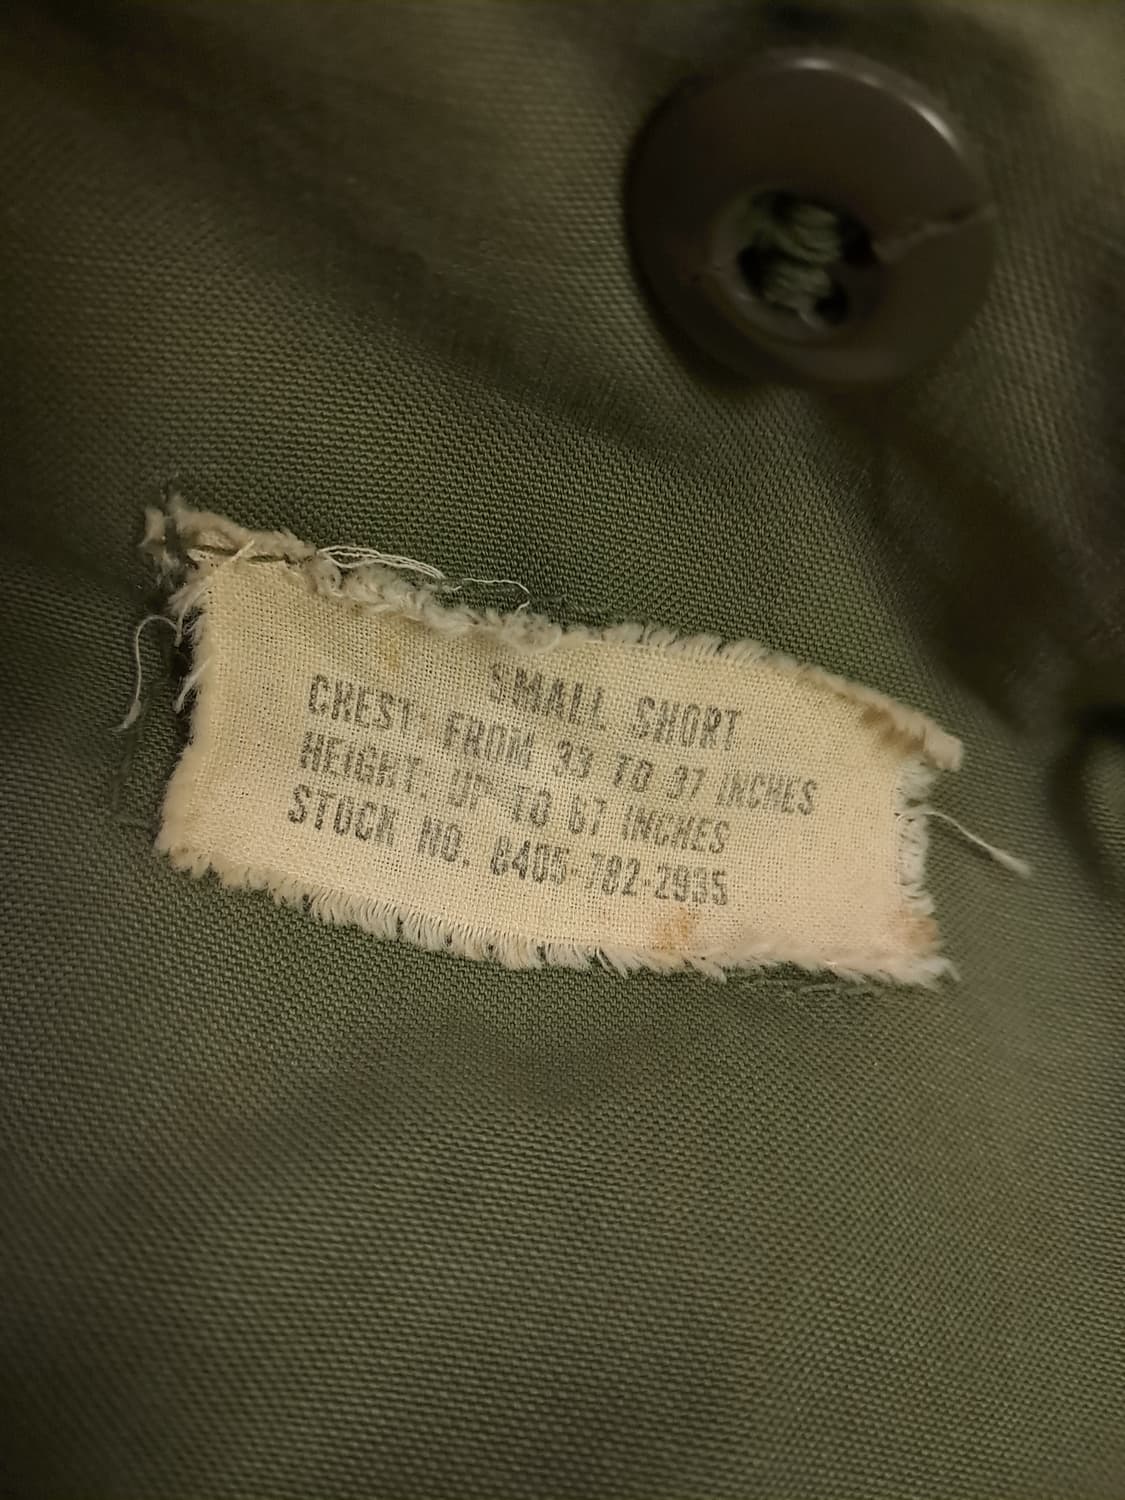 SMALL SHORT
CHEST: FROM 33 TO 37 INCHES
HEIGHT: UP TO 67 INCHES
STOCK NO. 8405-782-2935